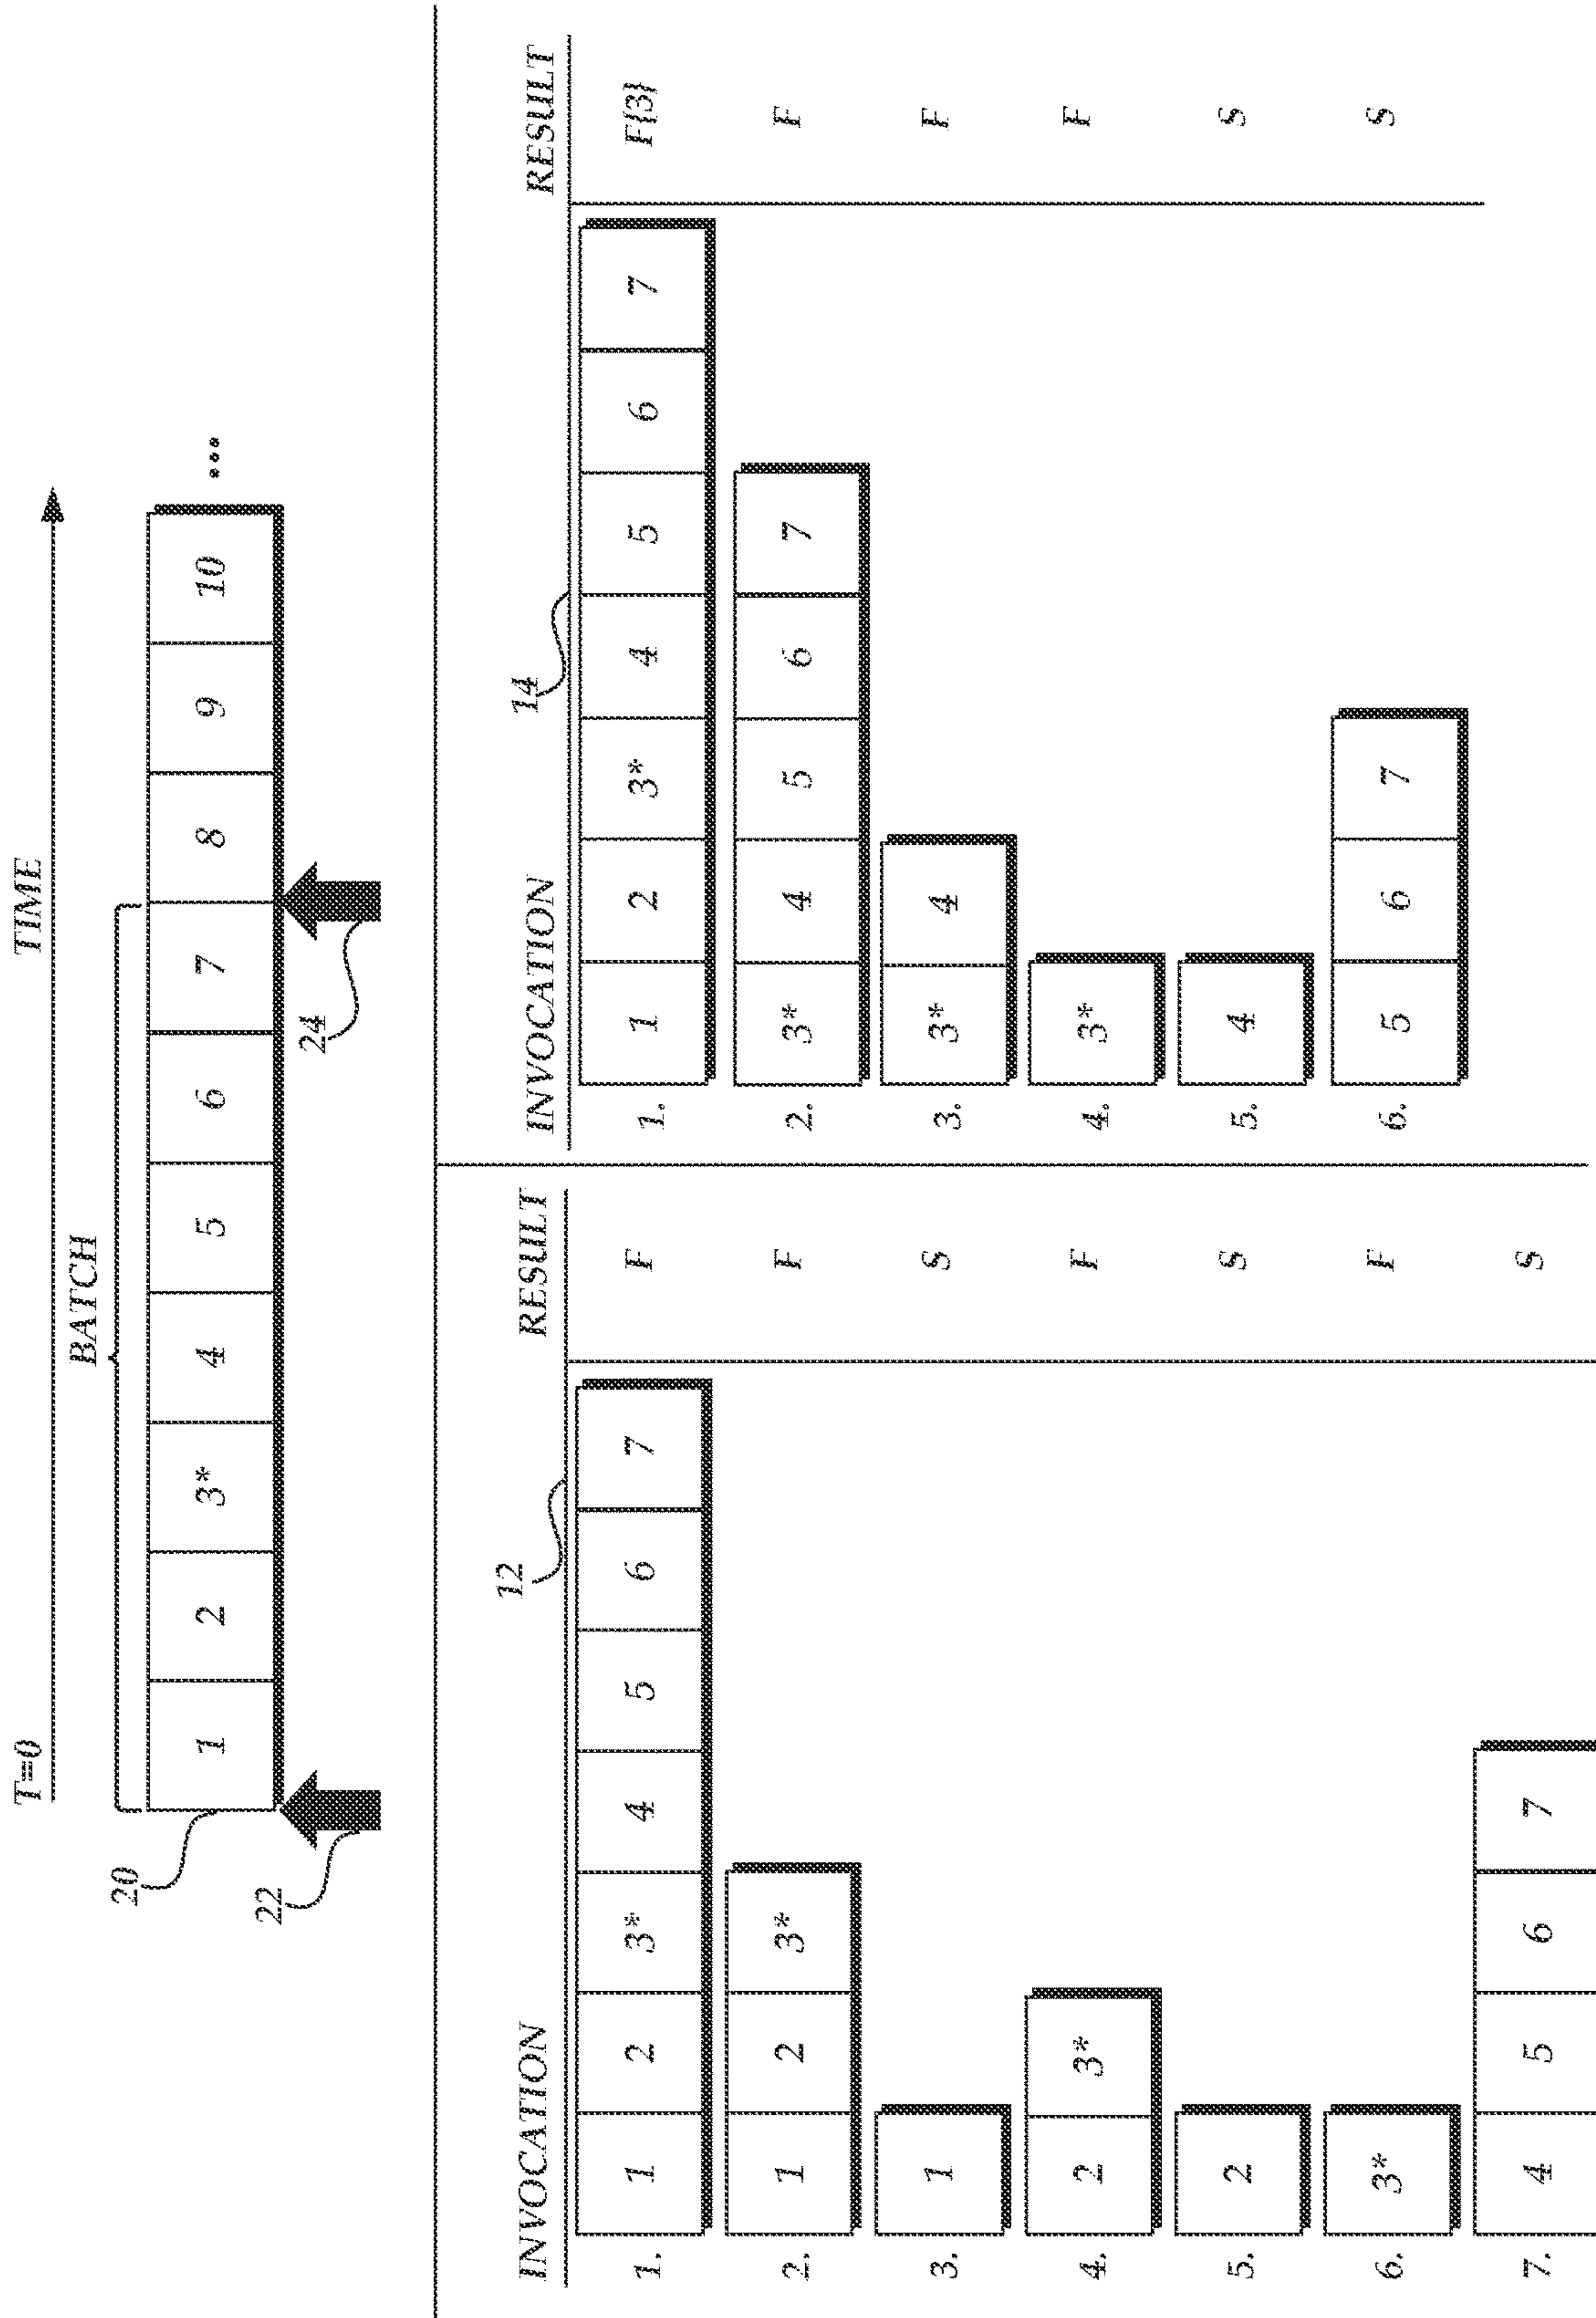 T=0 TIME
BATCH
20 1 2 3* 4 5 6 7 8 9 10 ...
22 24
12 14
INVOCATION RESULT
1. 1 2 3* 4 5 6 7 F
2. 1 2 3* F
3. 1 S
4. 2 3* F
5. 2 S
6. 3* F
7. 4 5 6 7 S
INVOCATION RESULT
1. 1 2 3* 4 5 6 7 F{3}
2. 3* 4 5 6 7 F
3. 3* 4 F
4. 3* F
5. 4 S
6. 5 6 7 S